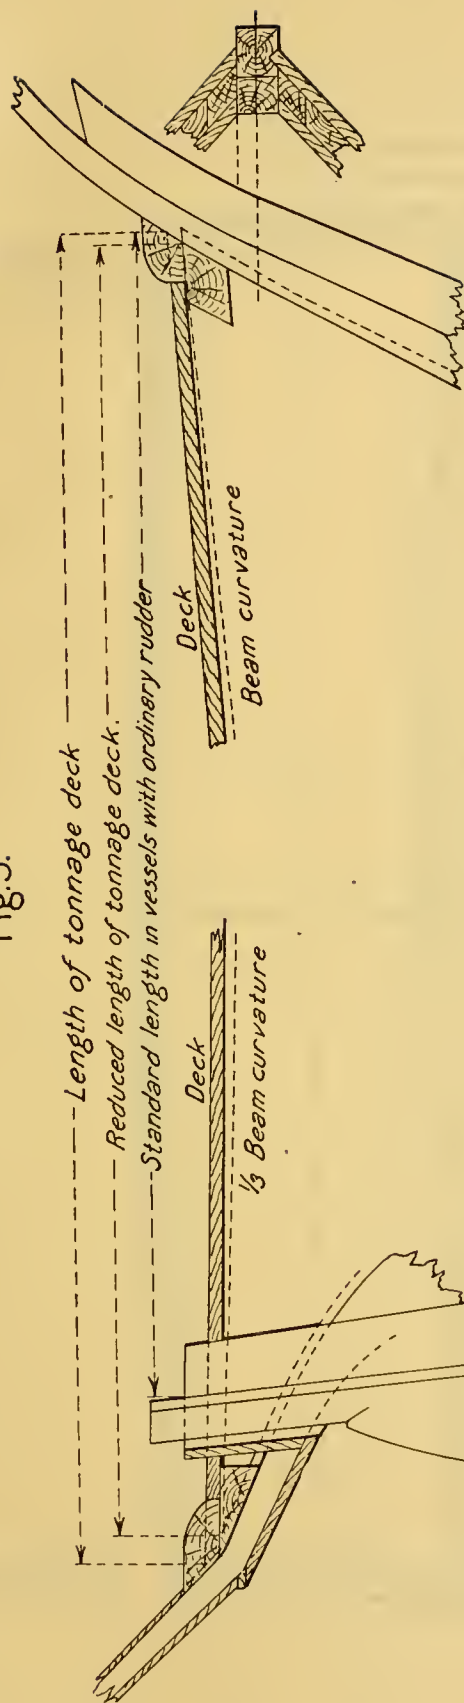 Fig.5.
Length of tonnage deck
Reduced length of tonnage deck.
Standard length in vessels with ordinary rudder
Deck
1/3 Beam curvature
Deck
Beam curvature